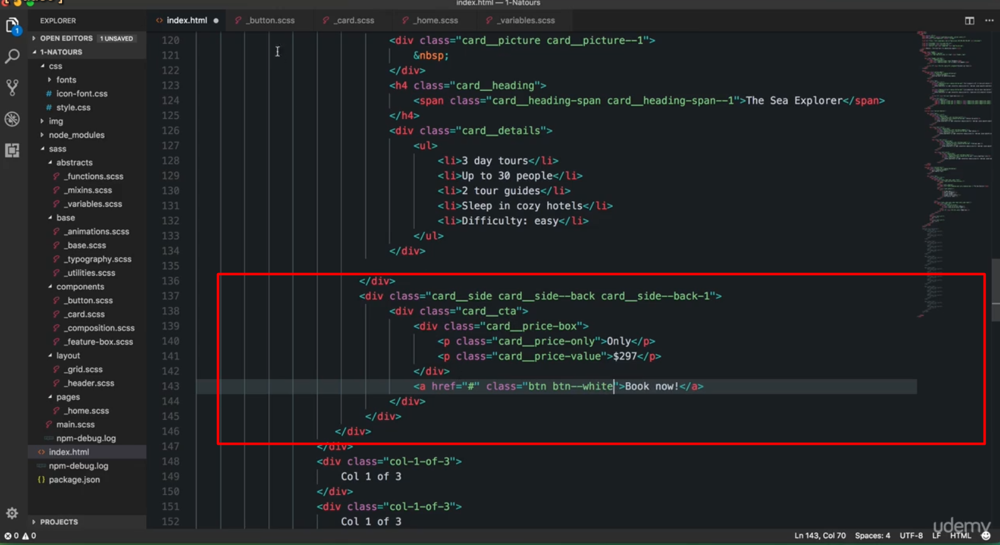 index.html — 1-Natours
EXPLORER
OPEN EDITORS 1 UNSAVED
1-NATOURS
css
fonts
# icon-font.css
# style.css
img
node_modules
sass
abstracts
_functions.scss
_mixins.scss
_variables.scss
base
_animations.scss
_base.scss
_typography.scss
_utilities.scss
components
_button.scss
_card.scss
_composition.scss
_feature-box.scss
layout
_grid.scss
_header.scss
pages
_home.scss
main.scss
npm-debug.log
<> index.html
npm-debug.log
{} package.json
PROJECTS
1
<> index.html ● _button.scss _card.scss _home.scss _variables.scss
120 <div class="card__picture card__picture--1">
121 &nbsp;
122 </div>
123 <h4 class="card__heading">
124 <span class="card__heading-span card__heading-span--1">The Sea Explorer</span>
125 </h4>
126 <div class="card__details">
127 <ul>
128 <li>3 day tours</li>
129 <li>Up to 30 people</li>
130 <li>2 tour guides</li>
131 <li>Sleep in cozy hotels</li>
132 <li>Difficulty: easy</li>
133 </ul>
134 </div>
135
136 </div>
137 <div class="card__side card__side--back card__side--back-1">
138 <div class="card__cta">
139 <div class="card__price-box">
140 <p class="card__price-only">Only</p>
141 <p class="card__price-value">$297</p>
142 </div>
143 <a href="#" class="btn btn--white">Book now!</a>
144 </div>
145 </div>
146 </div>
147 </div>
148 <div class="col-1-of-3">
149 Col 1 of 3
150 </div>
151 <div class="col-1-of-3">
152 Col 1 of 3
udemy
0 0 Ln 143, Col 70 Spaces: 4 UTF-8 LF HTML